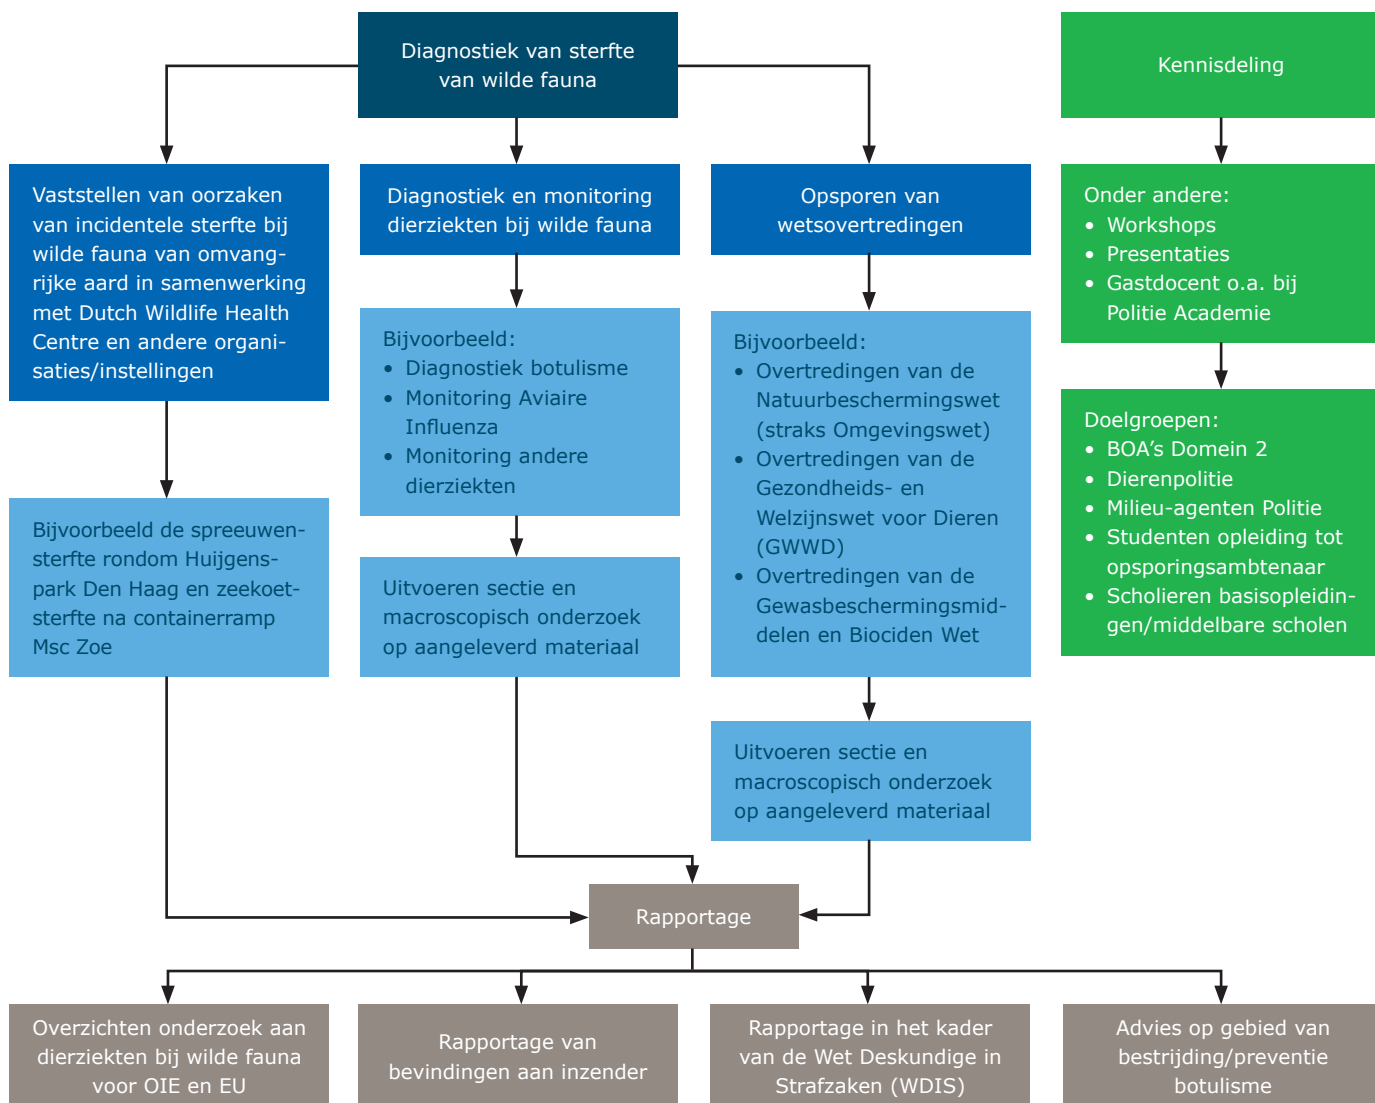 Diagnostiek van sterfte
van wilde fauna
Kennisdeling
Vaststellen van oorzaken
van incidentele sterfte bij
wilde fauna van omvang-
rijke aard in samenwerking
met Dutch Wildlife Health
Centre en andere organi-
saties/instellingen
Diagnostiek en monitoring
dierziekten bij wilde fauna
Opsporen van
wetsovertredingen
Onder andere:
• Workshops
• Presentaties
• Gastdocent o.a. bij
Politie Academie
Bijvoorbeeld:
• Diagnostiek botulisme
• Monitoring Aviaire
Influenza
• Monitoring andere
dierziekten
Bijvoorbeeld:
• Overtredingen van de
Natuurbeschermingswet
(straks Omgevingswet)
• Overtredingen van de
Gezondheids- en
Welzijnswet voor Dieren
(GWWD)
• Overtredingen van de
Gewasbeschermingsmid-
delen en Biociden Wet
Doelgroepen:
• BOA's Domein 2
• Dierenpolitie
• Milieu-agenten Politie
• Studenten opleiding tot
opsporingsambtenaar
• Scholieren basisopleidin-
gen/middelbare scholen
Bijvoorbeeld de spreeuwen-
sterfte rondom Huijgens-
park Den Haag en zeekoet-
sterfte na containerramp
Msc Zoe
Uitvoeren sectie en
macroscopisch onderzoek
op aangeleverd materiaal
Uitvoeren sectie en
macroscopisch onderzoek
op aangeleverd materiaal
Rapportage
Overzichten onderzoek aan
dierziekten bij wilde fauna
voor OIE en EU
Rapportage van
bevindingen aan inzender
Rapportage in het kader
van de Wet Deskundige in
Strafzaken (WDIS)
Advies op gebied van
bestrijding/preventie
botulisme